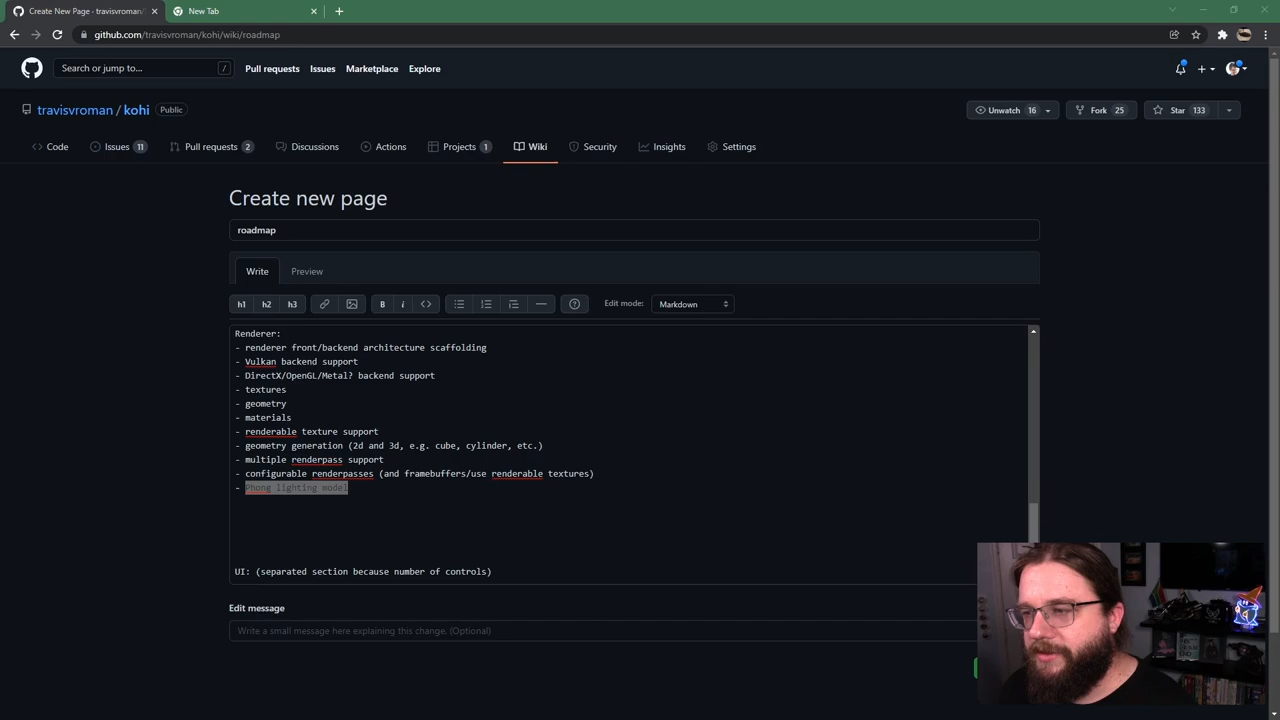 Create New Page · travisvroman/
New Tab
github.com/travisvroman/kohi/wiki/roadmap
Search or jump to...
/
Pull requests
Issues
Marketplace
Explore
travisvroman / kohi
Public
Unwatch 16
Fork 25
Star 133
Code
Issues 11
Pull requests 2
Discussions
Actions
Projects 1
Wiki
Security
Insights
Settings
Create new page
roadmap
Write
Preview
h1
h2
h3
B
i
Edit mode:
Markdown
Renderer:
- renderer front/backend architecture scaffolding
- Vulkan backend support
- DirectX/OpenGL/Metal? backend support
- textures
- geometry
- materials
- renderable texture support
- geometry generation (2d and 3d, e.g. cube, cylinder, etc.)
- multiple renderpass support
- configurable renderpasses (and framebuffers/use renderable textures)
- Phong lighting model
UI: (separated section because number of controls)
Edit message
Write a small message here explaining this change. (Optional)